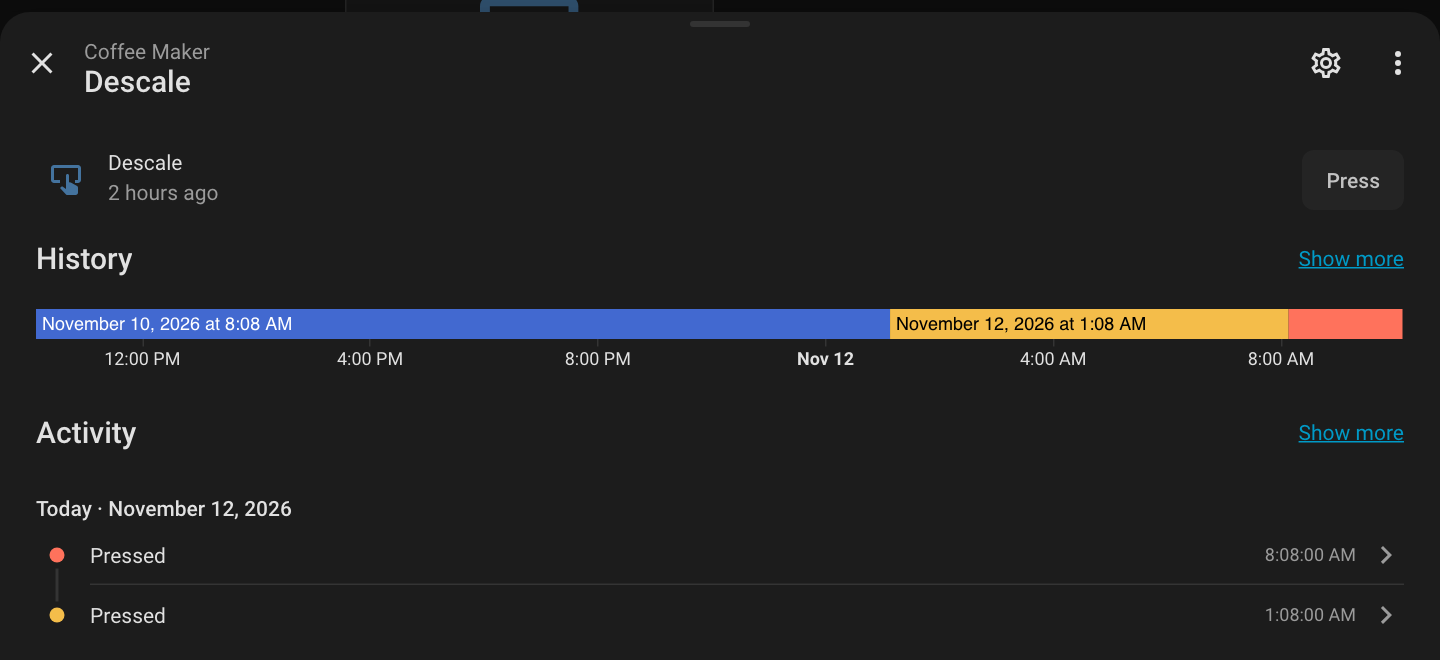 Coffee Maker
Descale
Descale
2 hours ago
Press
History
Show more
November 10, 2026 at 8:08 AM
November 12, 2026 at 1:08 AM
12:00 PM
4:00 PM
8:00 PM
Nov 12
4:00 AM
8:00 AM
Activity
Show more
Today · November 12, 2026
Pressed
8:08:00 AM
Pressed
1:08:00 AM